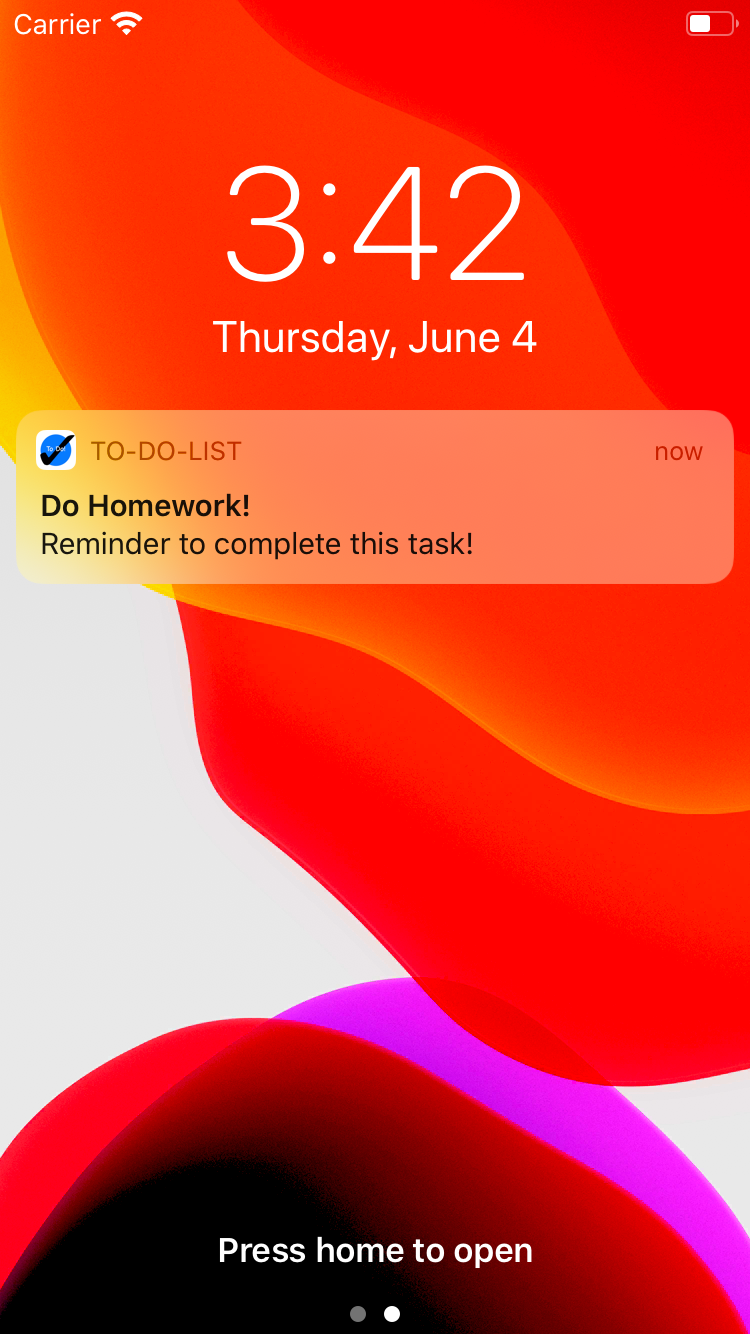 Carrier
3:42
Thursday, June 4
To Do!
TO-DO-LIST now
Do Homework!
Reminder to complete this task!
Press home to open